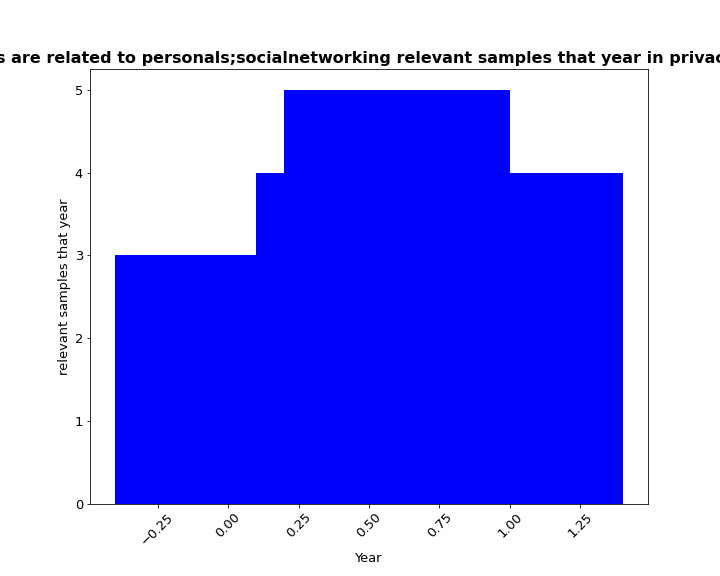 are related to personals;socialnetworking relevant samples that year in
relevant samples that year
5
4
3
2
1
0
−0.25 0.00 0.25 0.50 0.75 1.00 1.25
Year